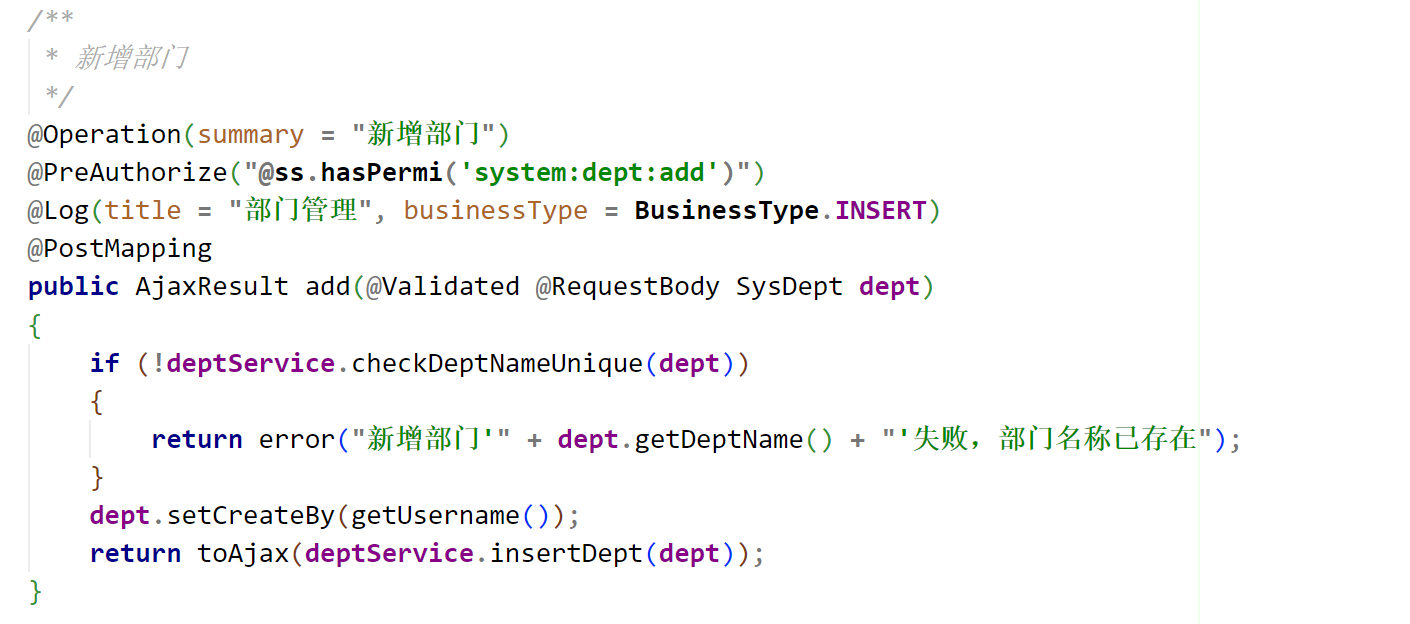 /**
 * 新增部门
 */
@Operation(summary = "新增部门")
@PreAuthorize("@ss.hasPermi('system:dept:add')")
@Log(title = "部门管理", businessType = BusinessType.INSERT)
@PostMapping
public AjaxResult add(@Validated @RequestBody SysDept dept)
{
    if (!deptService.checkDeptNameUnique(dept))
    {
        return error("新增部门'" + dept.getDeptName() + "'失败，部门名称已存在");
    }
    dept.setCreateBy(getUsername());
    return toAjax(deptService.insertDept(dept));
}